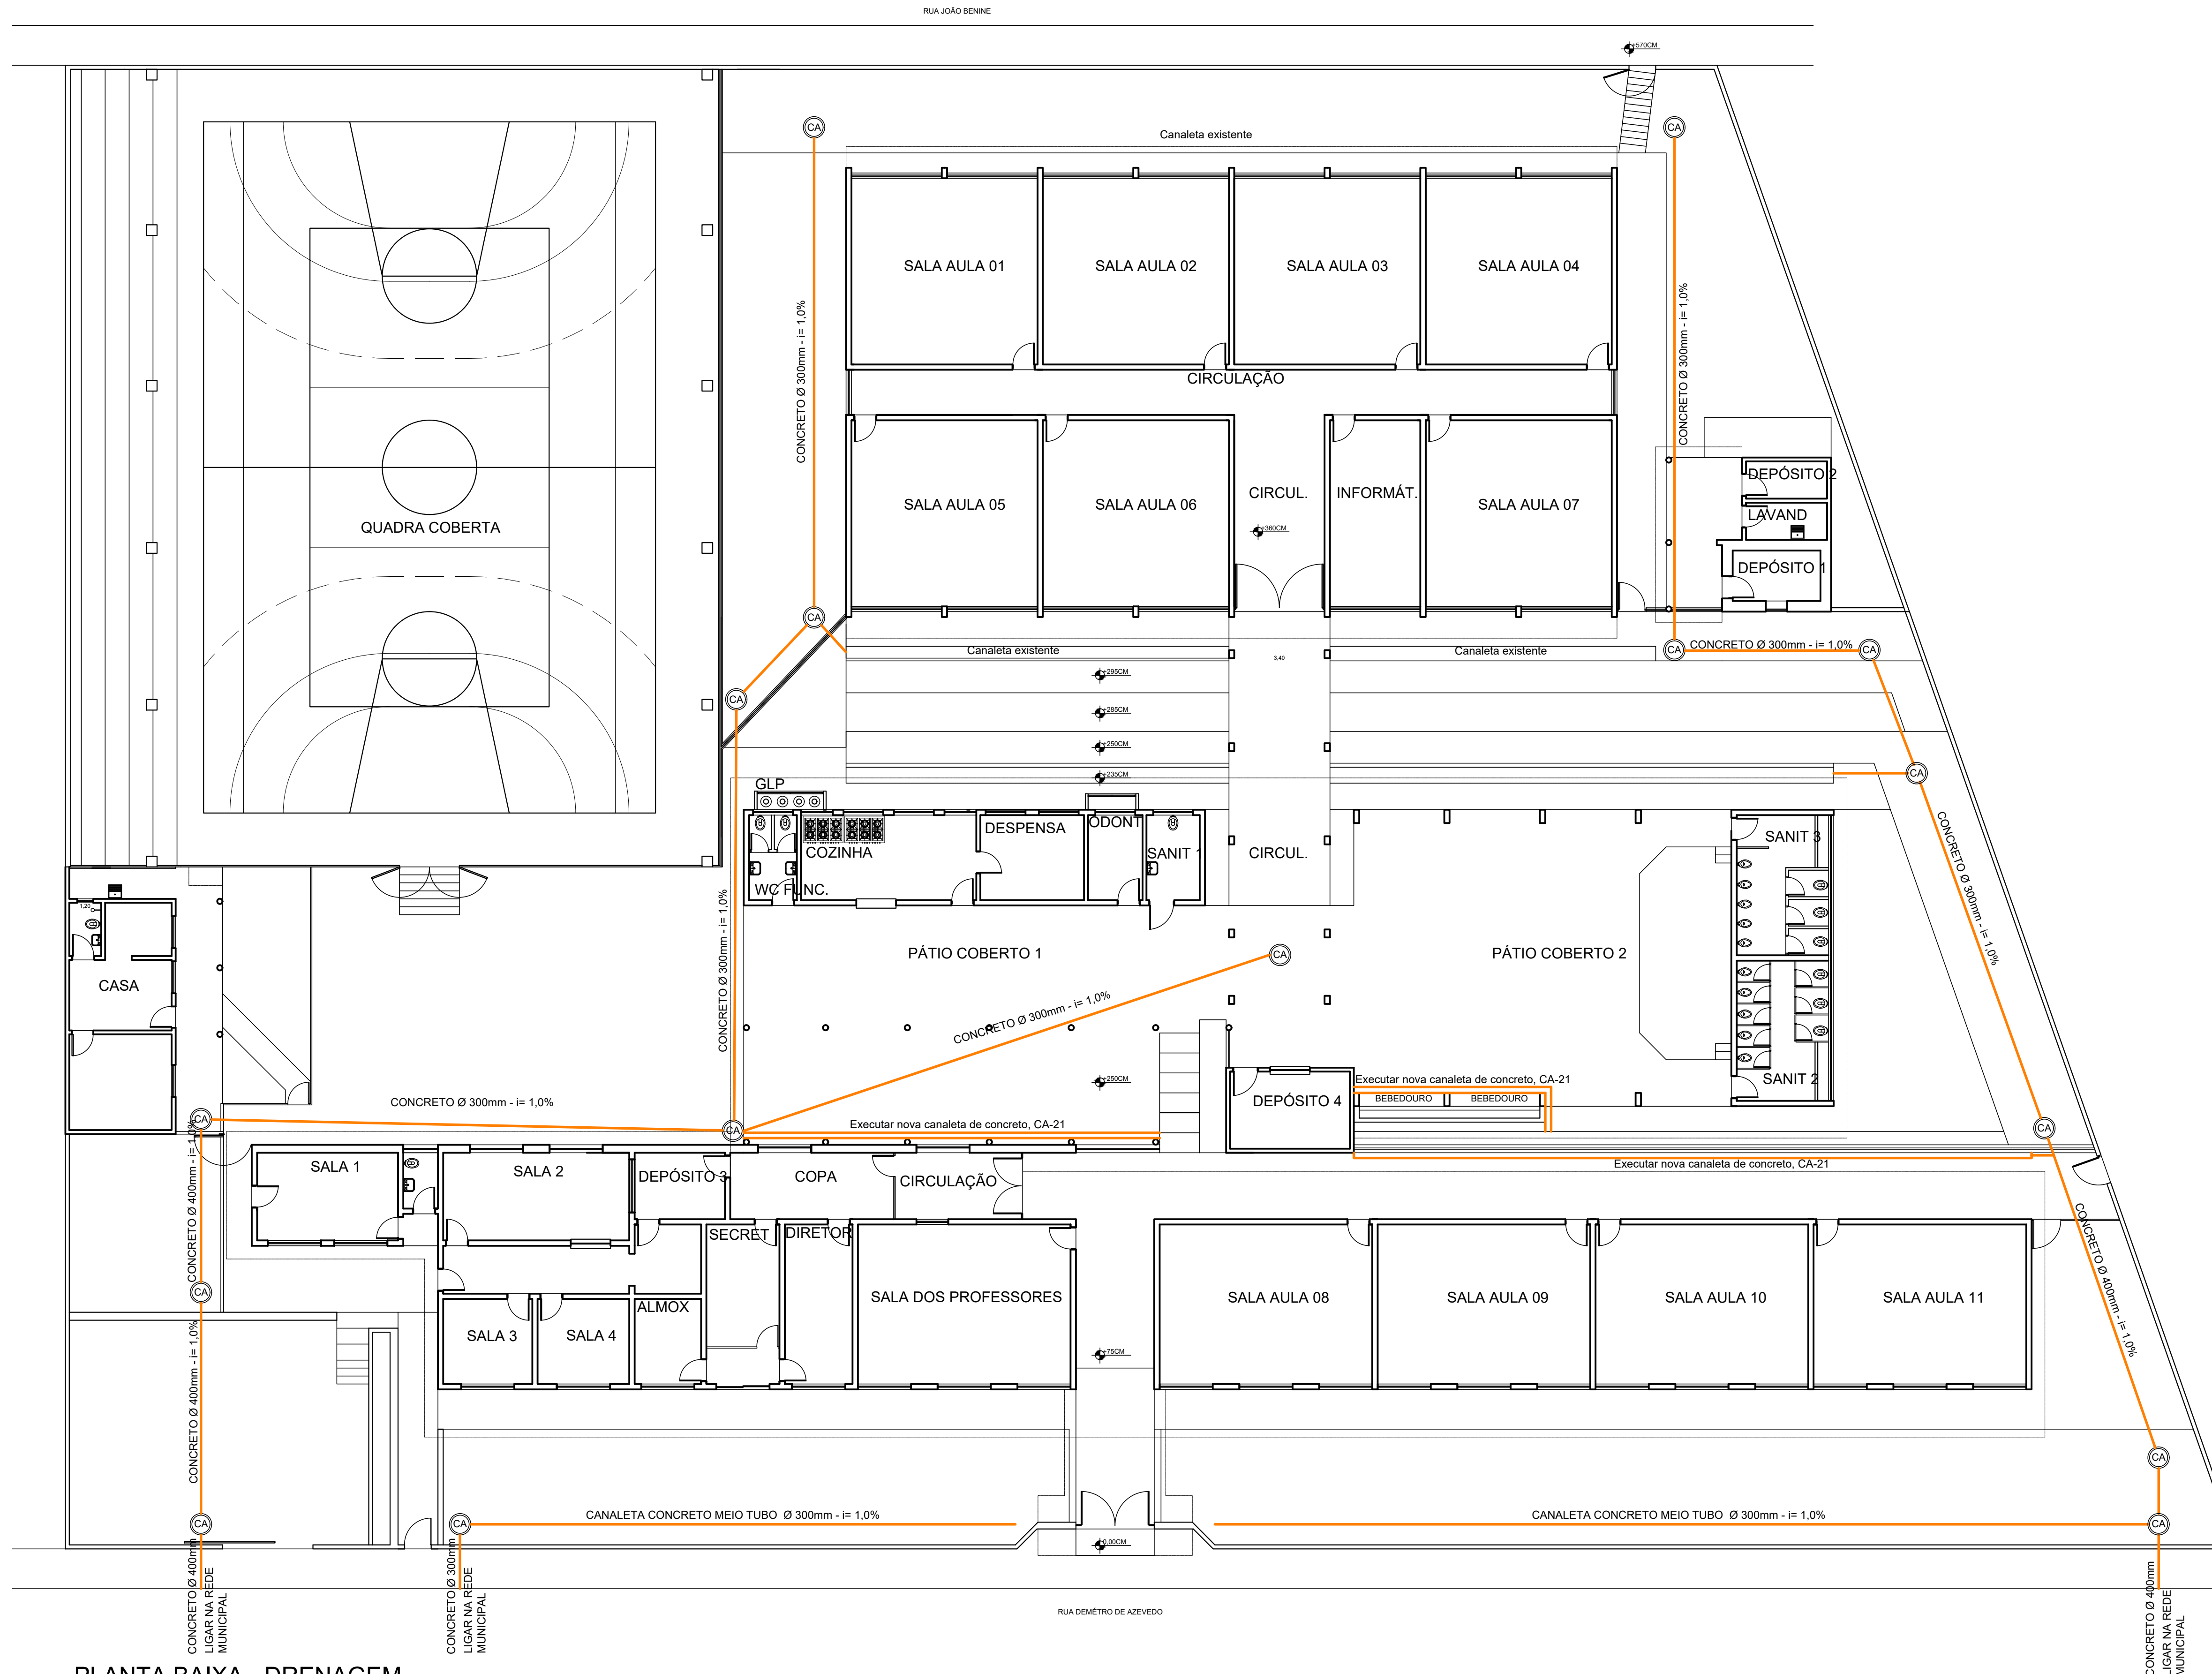 RUA JOÃO BENINE
+570CM
CA
CA
Canaleta existente
SALA AULA 01
SALA AULA 02
SALA AULA 03
SALA AULA 04
CONCRETO Ø 300mm - i= 1,0%
CONCRETO Ø 300mm - i= 1,0%
CIRCULAÇÃO
QUADRA COBERTA
SALA AULA 05
SALA AULA 06
CIRCUL.
+360CM
INFORMÁT.
SALA AULA 07
DEPÓSITO 2
LAVAND
DEPÓSITO 1
CA
Canaleta existente
3.40
Canaleta existente
CA
CONCRETO Ø 300mm - i= 1,0%
CA
+295CM
CA
+285CM
+250CM
+235CM
CA
GLP
COZINHA
DESPENSA
ODONT
SANIT 1
CIRCUL.
SANIT 3
WC FUNC.
CONCRETO Ø 300mm - i= 1,0%
CONCRETO Ø 300mm - i= 1,0%
1,20
CASA
PÁTIO COBERTO 1
CA
PÁTIO COBERTO 2
CONCRETO Ø 300mm - i= 1,0%
+250CM
Executar nova canaleta de concreto, CA-21
BEBEDOURO
BEBEDOURO
SANIT 2
DEPÓSITO 4
CONCRETO Ø 300mm - i= 1,0%
CA
CA
Executar nova canaleta de concreto, CA-21
CA
Executar nova canaleta de concreto, CA-21
CONCRETO Ø 400mm - i= 1,0%
SALA 1
SALA 2
DEPÓSITO 3
COPA
CIRCULAÇÃO
SECRET
DIRETOR
CONCRETO Ø 400mm - i= 1,0%
CA
SALA DOS PROFESSORES
SALA AULA 08
SALA AULA 09
SALA AULA 10
SALA AULA 11
ALMOX
SALA 3
SALA 4
+75CM
CONCRETO Ø 400mm - i= 1,0%
CA
CA
CA
CANALETA CONCRETO MEIO TUBO Ø 300mm - i= 1,0%
CANALETA CONCRETO MEIO TUBO Ø 300mm - i= 1,0%
CA
0,00CM
CONCRETO Ø 400mm
LIGAR NA REDE
MUNICIPAL
CONCRETO Ø 300mm
LIGAR NA REDE
MUNICIPAL
CONCRETO Ø 400mm
LIGAR NA REDE
MUNICIPAL
RUA DEMÉTRO DE AZEVEDO
PLANTA BAIXA - DRENAGEM